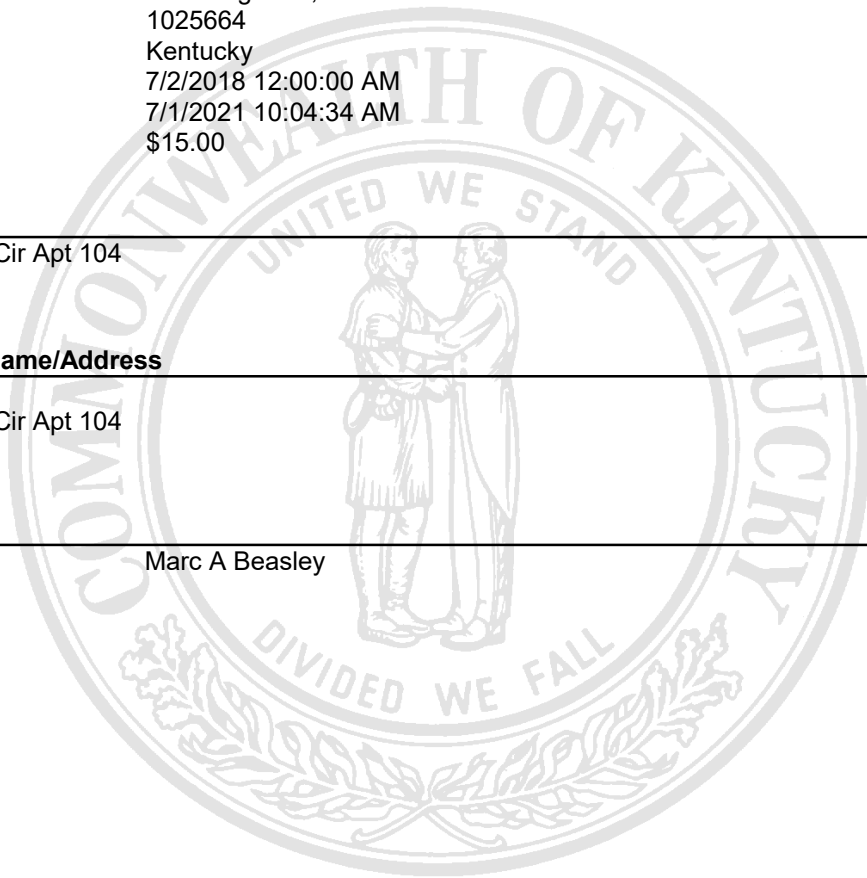 1025664
Kentucky
7/2/2018 12:00:00 AM
7/1/2021 10:04:34 AM
$15.00
Cir Apt 104
ame/Address
Cir Apt 104
Marc A Beasley
COMMONWEALTH OF KENTUCKY
UNITED WE STAND
DIVIDED WE FALL